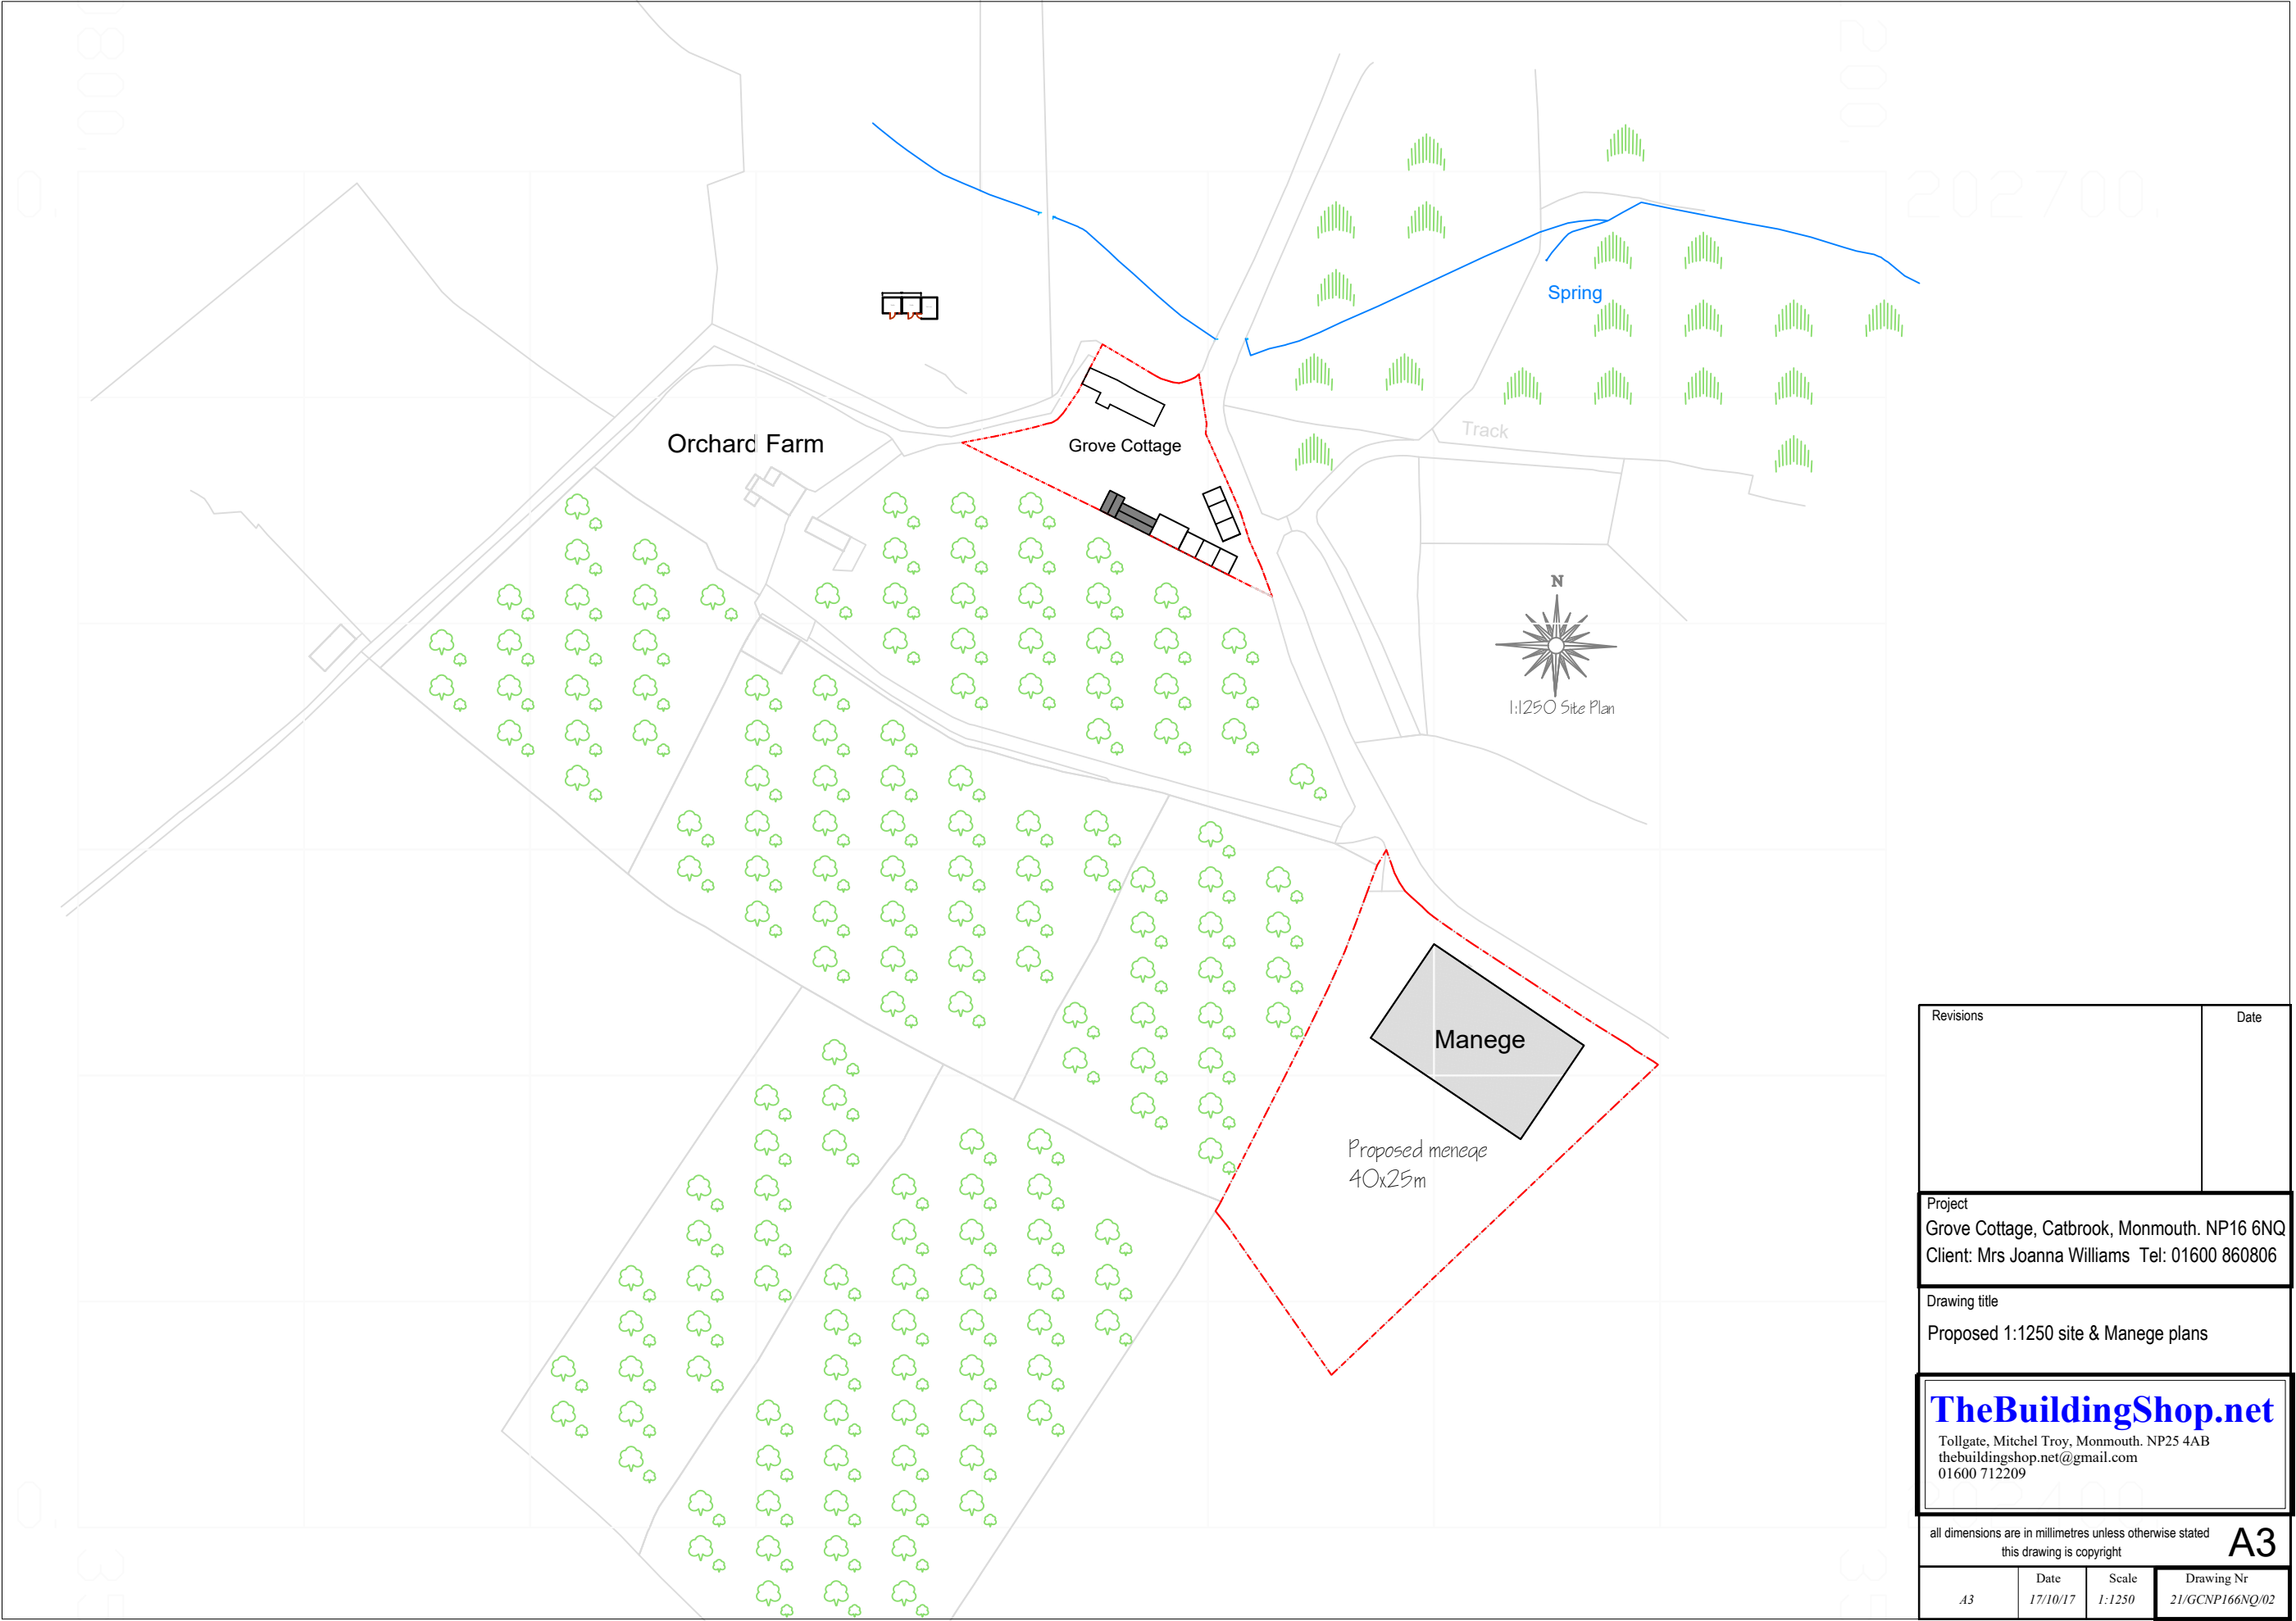 202700
Spring
Orchard Farm
Grove Cottage
Track
N
1:1250 Site Plan
Manege
Proposed menege
40x25m
Revisions
Date
Project
Grove Cottage, Catbrook, Monmouth. NP16 6NQ
Client: Mrs Joanna Williams Tel: 01600 860806
Drawing title
Proposed 1:1250 site & Manege plans
TheBuildingShop.net
Tollgate, Mitchel Troy, Monmouth. NP25 4AB
thebuildingshop.net@gmail.com
01600 712209
all dimensions are in millimetres unless otherwise stated
this drawing is copyright
A3
A3
Date
17/10/17
Scale
1:1250
Drawing Nr
21/GCNP166NQ/02